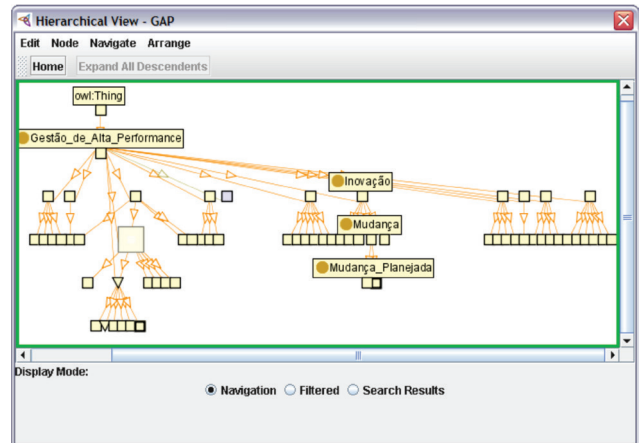 Hierarchical View - GAP
Edit Node Navigate Arrange
Home Expand All Descendents
owl:Thing
Gestão_de_Alta_Performance
Inovação
Mudança
Mudança_Planejada
Display Mode:
Navigation Filtered Search Results